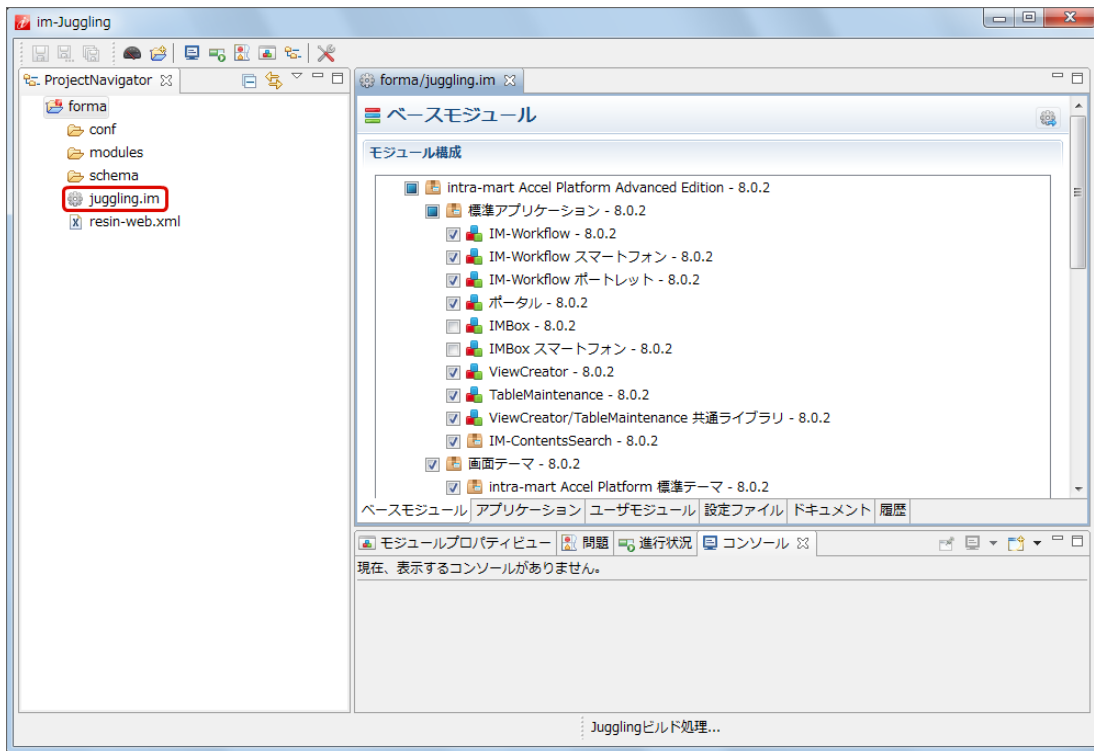 im-Juggling
ProjectNavigator
forma
conf
modules
schema
juggling.im
resin-web.xml
forma/juggling.im
ベースモジュール
モジュール構成
intra-mart Accel Platform Advanced Edition - 8.0.2
標準アプリケーション - 8.0.2
IM-Workflow - 8.0.2
IM-Workflow スマートフォン - 8.0.2
IM-Workflow ポートレット - 8.0.2
ポータル - 8.0.2
IMBox - 8.0.2
IMBox スマートフォン - 8.0.2
ViewCreator - 8.0.2
TableMaintenance - 8.0.2
ViewCreator/TableMaintenance 共通ライブラリ - 8.0.2
IM-ContentsSearch - 8.0.2
画面テーマ - 8.0.2
intra-mart Accel Platform 標準テーマ - 8.0.2
ベースモジュール アプリケーション ユーザモジュール 設定ファイル ドキュメント 履歴
モジュールプロパティビュー 問題 進行状況 コンソール
現在、表示するコンソールがありません。
Jugglingビルド処理...